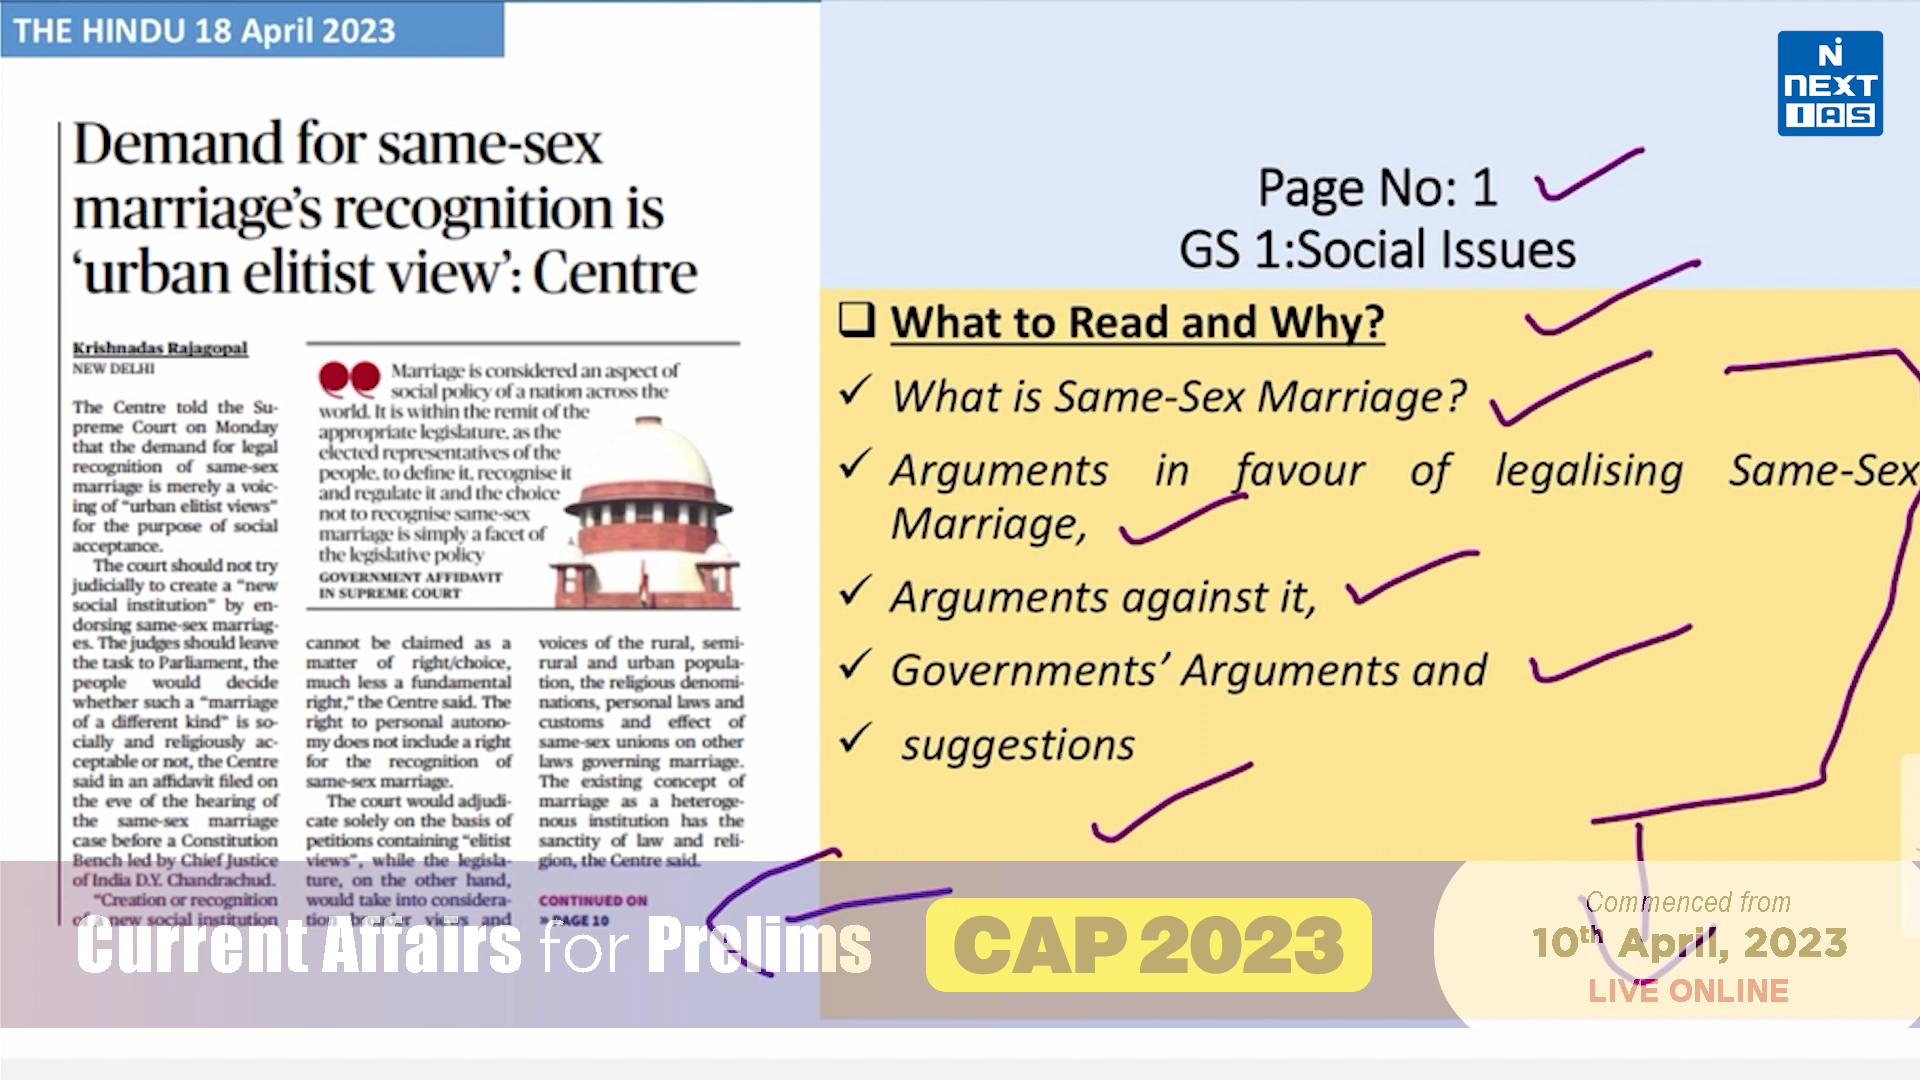 THE HINDU 18 April 2023
Demand for same-sex
marriage's recognition is
'urban elitist view': Centre
Krishnadas Rajagopal
NEW DELHI
The Centre told the Su-
preme Court on Monday
that the demand for legal
recognition of same-sex
marriage is merely a voic-
ing of "urban elitist views"
for the purpose of social
acceptance.
The court should not try
judicially to create a "new
social institution" by en-
dorsing same-sex marriag-
es. The judges should leave
the task to Parliament, the
people would decide
whether such a "marriage
of a different kind" is so-
cially and religiously ac-
ceptable or not, the Centre
said in an affidavit filed on
the eve of the hearing of
the same-sex marriage
case before a Constitution
Bench led by Chief Justice
of India D.Y. Chandrachud.
"Creation or recognition
of a new social institution
Marriage is considered an aspect of
social policy of a nation across the
world. It is within the remit of the
appropriate legislature, as the
elected representatives of the
people, to define it, recognise it
and regulate it and the choice
not to recognise same-sex
marriage is simply a facet of
the legislative policy
GOVERNMENT AFFIDAVIT
IN SUPREME COURT
cannot be claimed as a
matter of right/choice,
much less a fundamental
right," the Centre said. The
right to personal autono-
my does not include a right
for the recognition of
same-sex marriage.
The court would adjudi-
cate solely on the basis of
petitions containing "elitist
views", while the legisla-
ture, on the other hand,
would take into considera-
tion broader views and
voices of the rural, semi-
rural and urban popula-
tion, the religious denomi-
nations, personal laws and
customs and effect of
same-sex unions on other
laws governing marriage.
The existing concept of
marriage as a heteroge-
nous institution has the
sanctity of law and reli-
gion, the Centre said.
CONTINUED ON
» PAGE 10
N
NEXT
IAS
Page No: 1
GS 1:Social Issues
What to Read and Why?
What is Same-Sex Marriage?
Arguments in favour of legalising Same-Sex
Marriage,
Arguments against it,
Governments' Arguments and
suggestions
Current Affairs for Prelims
CAP 2023
Commenced from
10th April, 2023
LIVE ONLINE